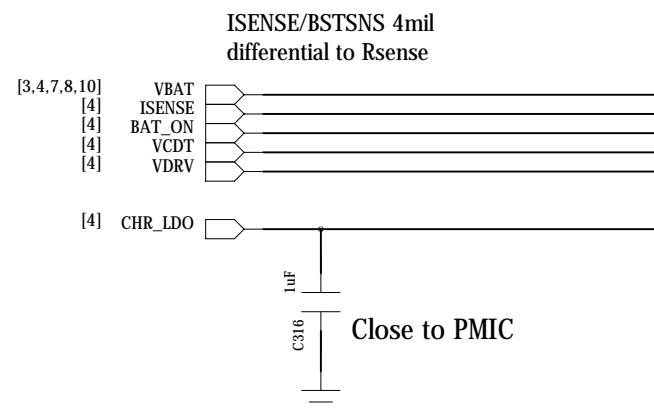 ISENSE/BSTSNS 4mil
differential to Rsense
[3,4,7,8,10] VBAT
[4] ISENSE
[4] BAT_ON
[4] VCDT
[4] VDRV
[4] CHR_LDO
1uF
C316
Close to PMIC